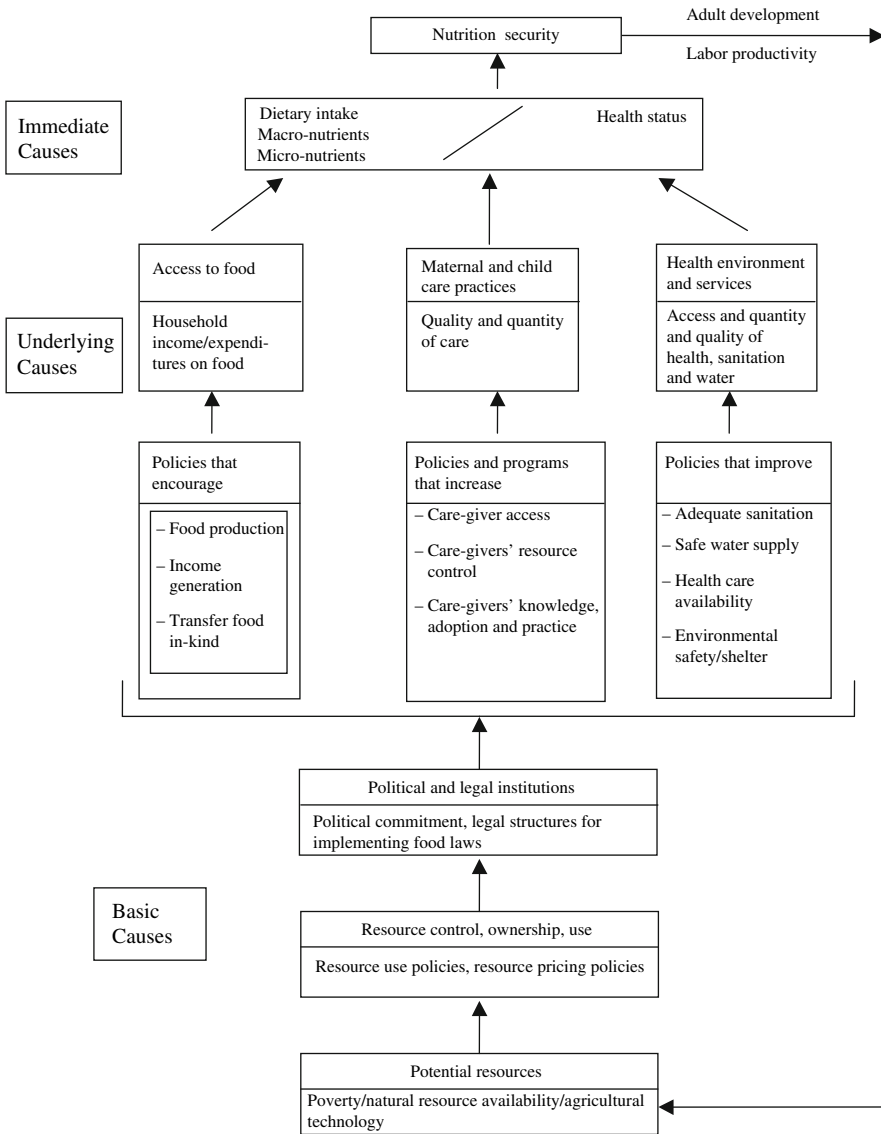 Nutrition security
Adult development
Labor productivity
Immediate
Causes
Dietary intake
Macro-nutrients
Micro-nutrients
Health status
Underlying
Causes
Access to food
Household
income/expendi-
tures on food
Maternal and child
care practices
Quality and quantity
of care
Health environment
and services
Access and quantity
and quality of
health, sanitation
and water
Policies that
encourage
– Food production
– Income
generation
– Transfer food
in-kind
Policies and programs
that increase
– Care-giver access
– Care-givers’ resource
control
– Care-givers’ knowledge,
adoption and practice
Policies that improve
– Adequate sanitation
– Safe water supply
– Health care
availability
– Environmental
safety/shelter
Basic
Causes
Political and legal institutions
Political commitment, legal structures for
implementing food laws
Resource control, ownership, use
Resource use policies, resource pricing policies
Potential resources
Poverty/natural resource availability/agricultural
technology